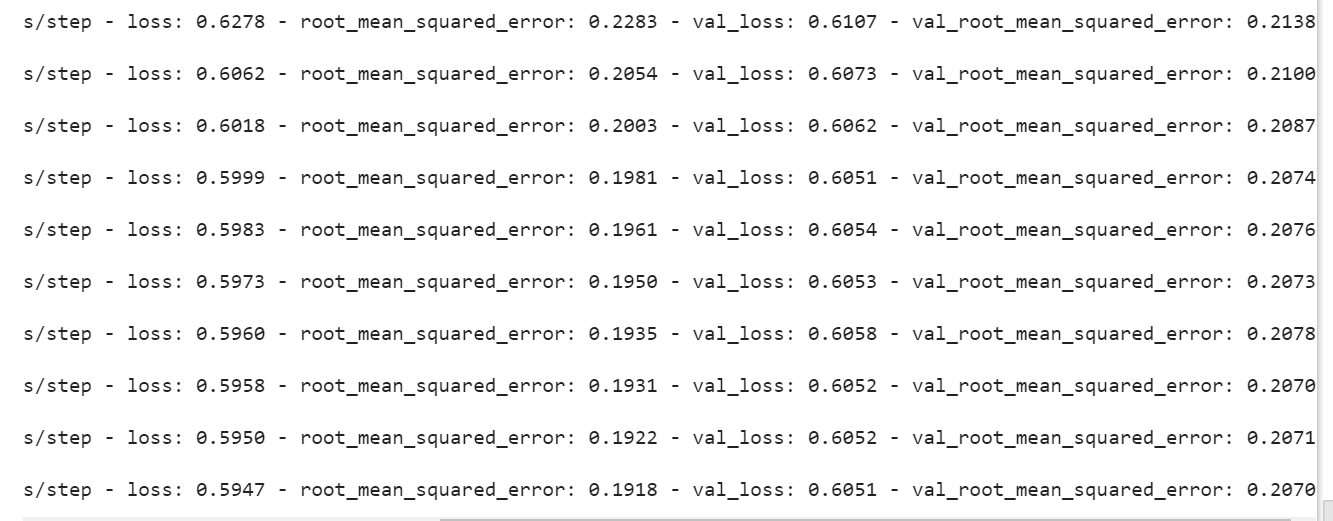 s/step - loss: 0.6278 - root_mean_squared_error: 0.2283 - val_loss: 0.6107 - val_root_mean_squared_error: 0.2138
s/step - loss: 0.6062 - root_mean_squared_error: 0.2054 - val_loss: 0.6073 - val_root_mean_squared_error: 0.2100
s/step - loss: 0.6018 - root_mean_squared_error: 0.2003 - val_loss: 0.6062 - val_root_mean_squared_error: 0.2087
s/step - loss: 0.5999 - root_mean_squared_error: 0.1981 - val_loss: 0.6051 - val_root_mean_squared_error: 0.2074
s/step - loss: 0.5983 - root_mean_squared_error: 0.1961 - val_loss: 0.6054 - val_root_mean_squared_error: 0.2076
s/step - loss: 0.5973 - root_mean_squared_error: 0.1950 - val_loss: 0.6053 - val_root_mean_squared_error: 0.2073
s/step - loss: 0.5960 - root_mean_squared_error: 0.1935 - val_loss: 0.6058 - val_root_mean_squared_error: 0.2078
s/step - loss: 0.5958 - root_mean_squared_error: 0.1931 - val_loss: 0.6052 - val_root_mean_squared_error: 0.2070
s/step - loss: 0.5950 - root_mean_squared_error: 0.1922 - val_loss: 0.6052 - val_root_mean_squared_error: 0.2071
s/step - loss: 0.5947 - root_mean_squared_error: 0.1918 - val_loss: 0.6051 - val_root_mean_squared_error: 0.2070